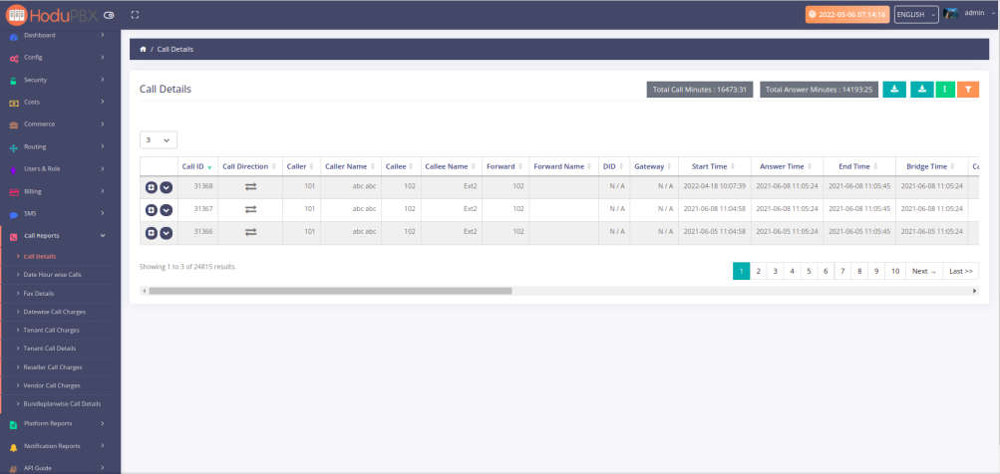 HoduPBX
2022-05-06 07:14:18
ENGLISH
admin
Dashboard
Config
Security
Costs
Commerce
Routing
Users & Role
Billing
SMS
Call Reports
Call Details
Date Hour wise Calls
Fax Details
Datewise Call Charges
Tenant Call Charges
Tenant Call Details
Reseller Call Charges
Vendor Call Charges
Bundleplanwise Call Details
Platform Reports
Notification Reports
API Guide
/ Call Details
Call Details
Total Call Minutes : 16473:31
Total Answer Minutes : 14193:25
3
Call ID Call Direction Caller Caller Name Callee Callee Name Forward Forward Name DID Gateway Start Time Answer Time End Time Bridge Time Ca
31368 101 abc abc 102 Ext2 102 N / A N / A 2022-04-18 10:07:39 2021-06-08 11:05:24 2021-06-08 11:05:45 2021-06-08 11:05:24
31367 101 abc abc 102 Ext2 102 N / A N / A 2021-06-08 11:04:58 2021-06-08 11:05:24 2021-06-08 11:05:45 2021-06-08 11:05:24
31366 101 abc abc 102 Ext2 102 N / A N / A 2021-06-05 11:04:58 2021-06-05 11:05:24 2021-06-05 11:05:45 2021-06-05 11:05:24
Showing 1 to 3 of 24815 results
1 2 3 4 5 6 7 8 9 10 Next → Last >>